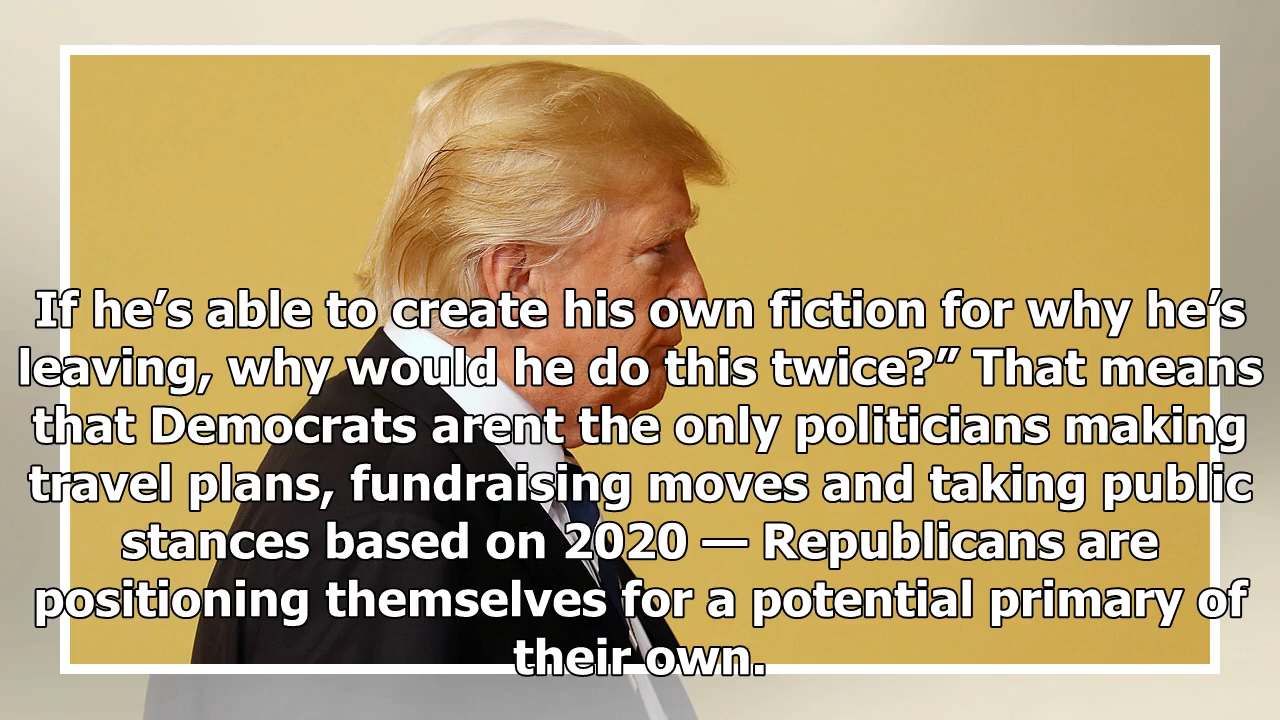 If he’s able to create his own fiction for why he’s
leaving, why would he do this twice?” That means
that Democrats arent the only politicians making
travel plans, fundraising moves and taking public
stances based on 2020 — Republicans are
positioning themselves for a potential primary of
their own.